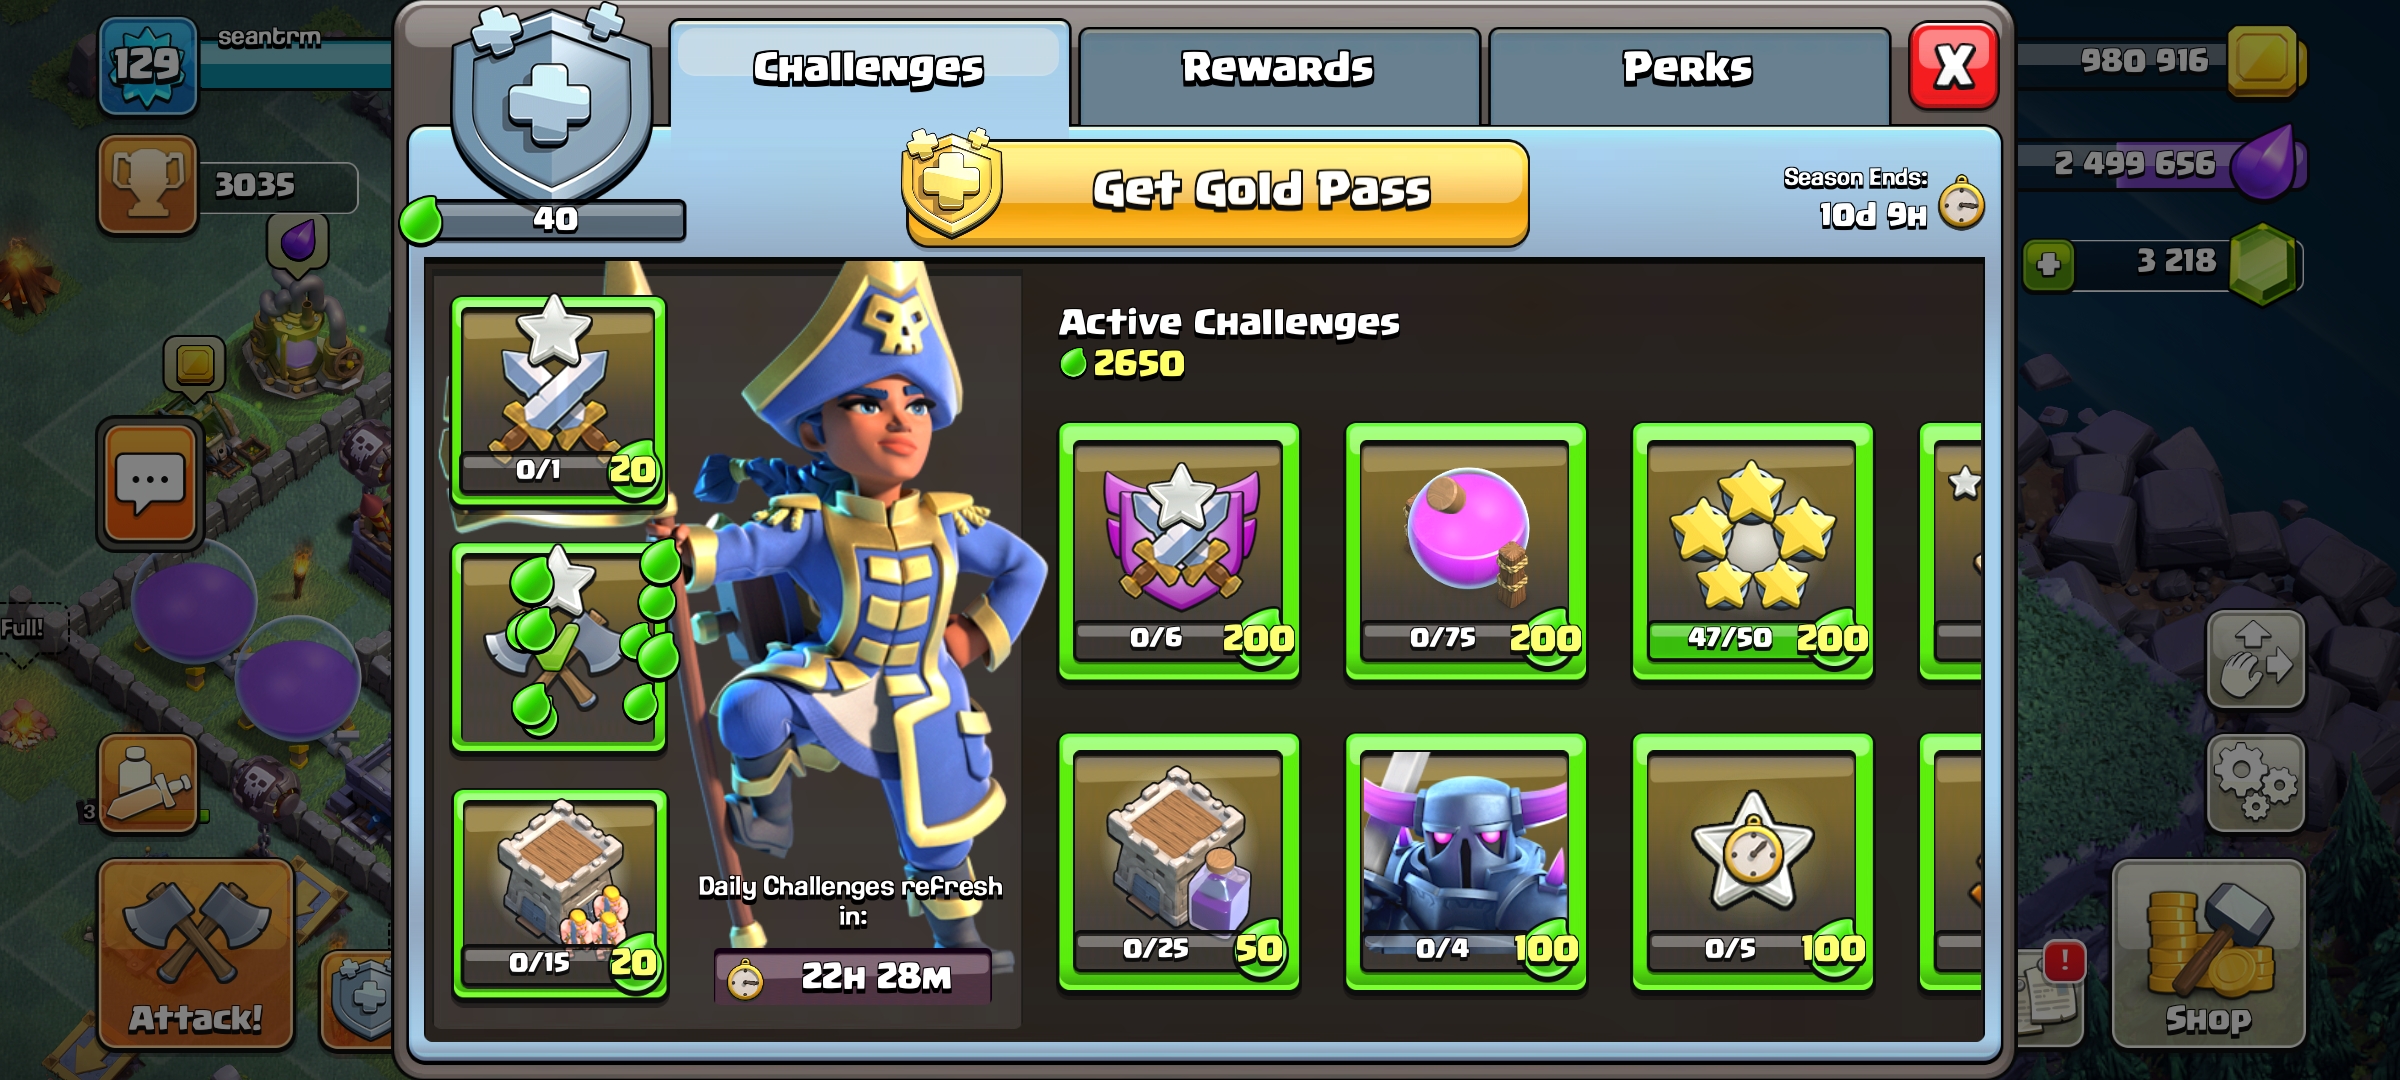 129
seantrm
3035
Full!
3
Attack!
Challenges
Rewards
Perks
X
40
Get Gold Pass
Season Ends:
10d 9H
980 916
2 499 656
3 218
0/1
20
0/15
20
Daily Challenges refresh
in:
22H 28M
Active Challenges
2650
0/6
200
0/75
200
47/50
200
0/25
50
0/4
100
0/5
100
!
Shop